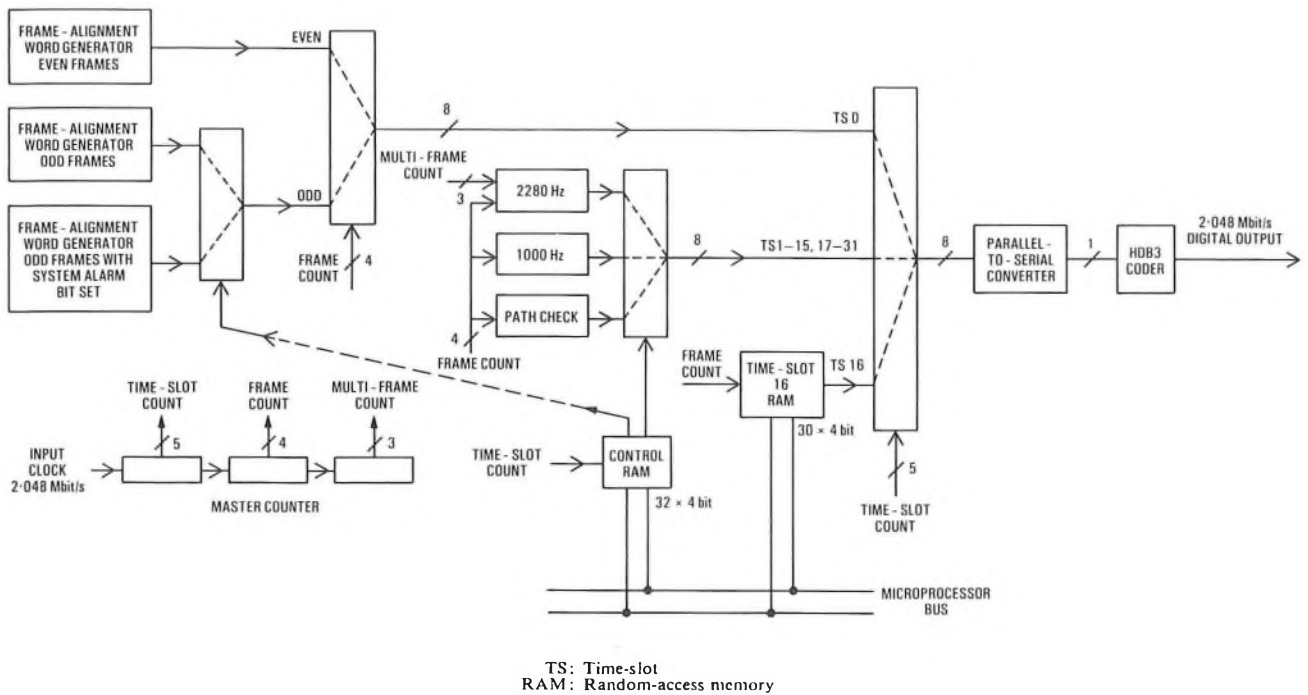 FRAME - ALIGNMENT
WORD GENERATOR
EVEN FRAMES
EVEN
FRAME - ALIGNMENT
WORD GENERATOR
ODD FRAMES
ODD
FRAME - ALIGNMENT
WORD GENERATOR
ODD FRAMES WITH
SYSTEM ALARM
BIT SET
FRAME
COUNT
4
8
TS 0
MULTI - FRAME
COUNT
3
2280 Hz
1000 Hz
PATH CHECK
4
FRAME COUNT
8
TS1-15, 17-31
8
PARALLEL -
TO - SERIAL
CONVERTER
1
HDB3
CODER
2·048 Mbit/s
DIGITAL OUTPUT
FRAME
COUNT
TIME - SLOT
16
RAM
TS 16
30 × 4 bit
TIME - SLOT
COUNT
5
FRAME
COUNT
4
MULTI - FRAME
COUNT
3
INPUT
CLOCK
2·048 Mbit/s
MASTER COUNTER
TIME - SLOT
COUNT
CONTROL
RAM
32 × 4 bit
5
TIME - SLOT
COUNT
MICROPROCESSOR
BUS
TS: Time-slot
RAM: Random-access memory